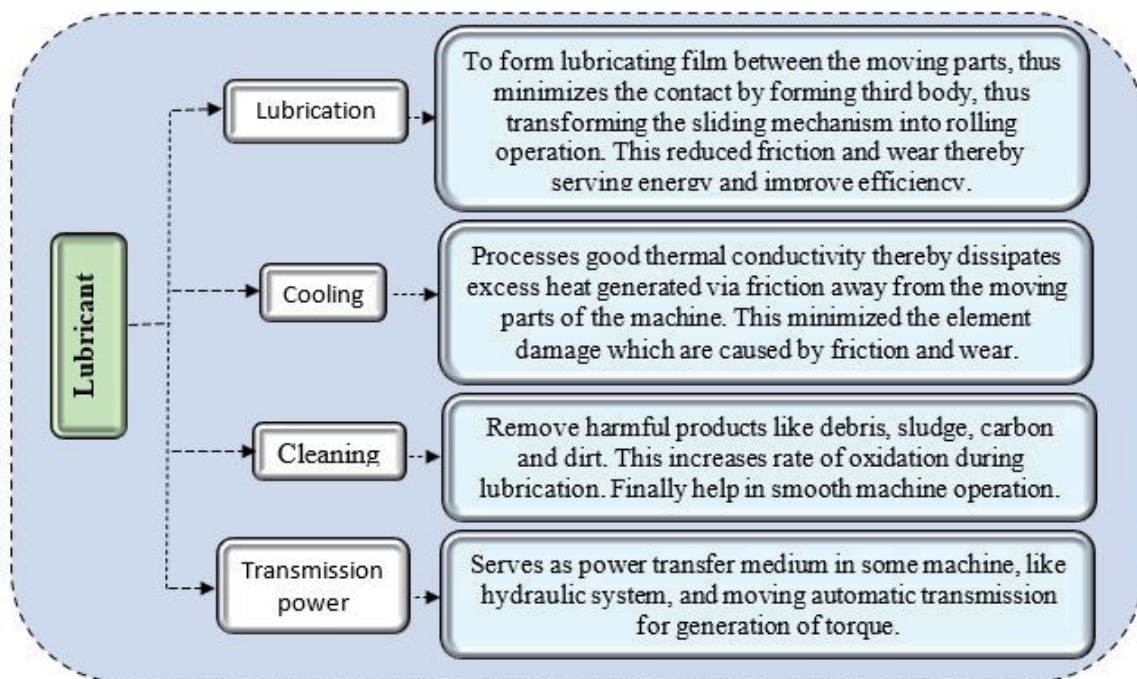 Lubricant
Lubrication
To form lubricating film between the moving parts, thus
minimizes the contact by forming third body, thus
transforming the sliding mechanism into rolling
operation. This reduced friction and wear thereby
serving energy and improve efficiency.
Cooling
Processes good thermal conductivity thereby dissipates
excess heat generated via friction away from the moving
parts of the machine. This minimized the element
damage which are caused by friction and wear.
Cleaning
Remove harmful products like debris, sludge, carbon
and dirt. This increases rate of oxidation during
lubrication. Finally help in smooth machine operation.
Transmission
power
Serves as power transfer medium in some machine, like
hydraulic system, and moving automatic transmission
for generation of torque.